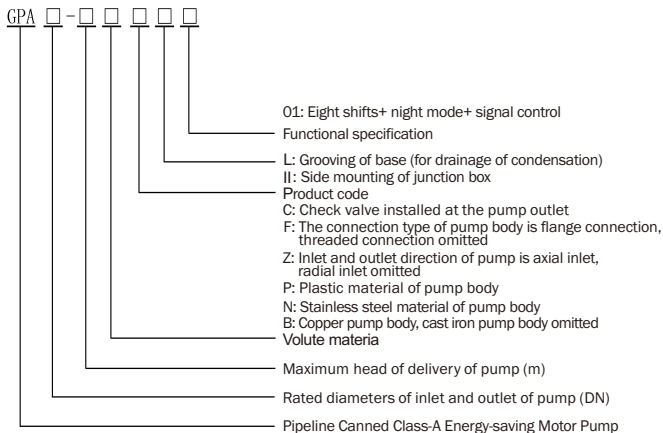 GPA □-□□ □□□
01: Eight shifts+ night mode+ signal control
Functional specification
L: Grooving of base (for drainage of condensation)
II: Side mounting of junction box
Product code
C: Check valve installed at the pump outlet
F: The connection type of pump body is flange connection,
threaded connection omitted
Z: Inlet and outlet direction of pump is axial inlet,
radial inlet omitted
P: Plastic material of pump body
N: Stainless steel material of pump body
B: Copper pump body, cast iron pump body omitted
Volute materia
Maximum head of delivery of pump (m)
Rated diameters of inlet and outlet of pump (DN)
Pipeline Canned Class-A Energy-saving Motor Pump